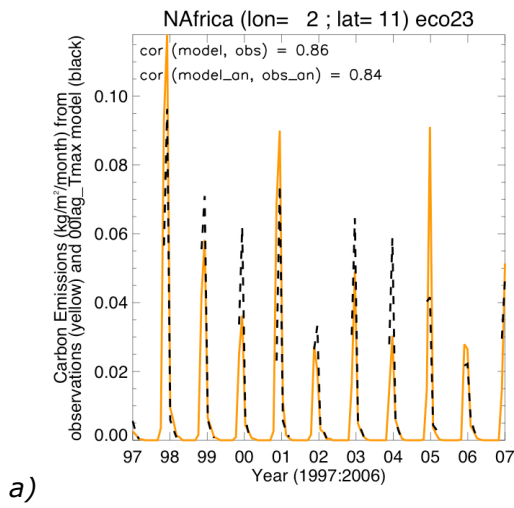 NAfrica (lon=   2 ; lat= 11) eco23
cor (model, obs) = 0.86
cor (model_an, obs_an) = 0.84
Carbon Emissions (kg/m²/month) from
observations (yellow) and 00lag_Tmax model (black)
0.10
0.08
0.06
0.04
0.02
0.00
97 98 99 00 01 02 03 04 05 06 07
Year (1997:2006)
a)